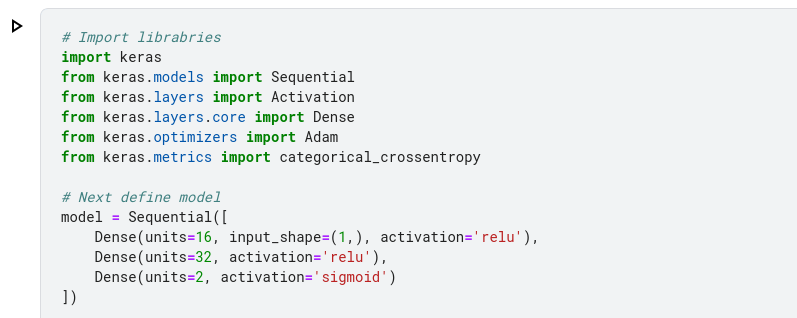 # Import librabries
import keras
from keras.models import Sequential
from keras.layers import Activation
from keras.layers.core import Dense
from keras.optimizers import Adam
from keras.metrics import categorical_crossentropy

# Next define model
model = Sequential([
    Dense(units=16, input_shape=(1,), activation='relu'),
    Dense(units=32, activation='relu'),
    Dense(units=2, activation='sigmoid')
])